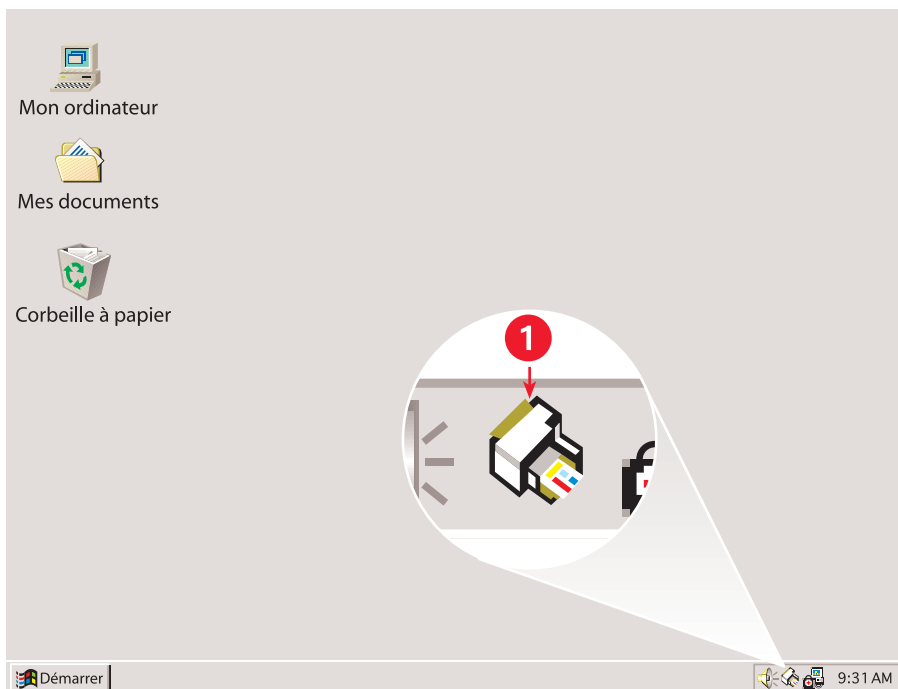 Mon ordinateur
Mes documents
Corbeille à papier
1
Démarrer
9:31 AM